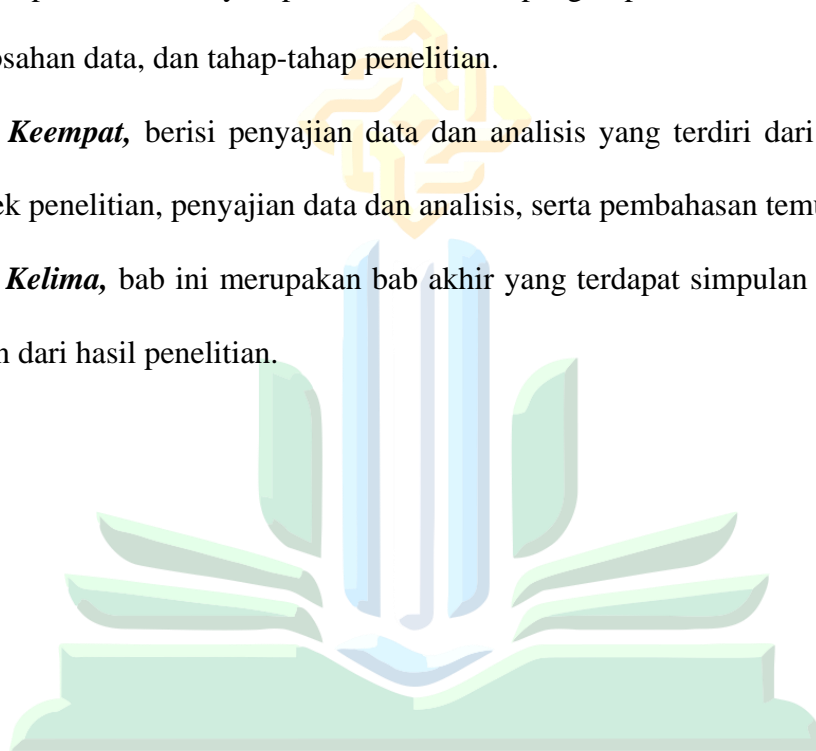 osahan data, dan tahap-tahap penelitian.
Keempat, berisi penyajian data dan analisis yang terdiri dari
ek penelitian, penyajian data dan analisis, serta pembahasan temu
Kelima, bab ini merupakan bab akhir yang terdapat simpulan
n dari hasil penelitian.